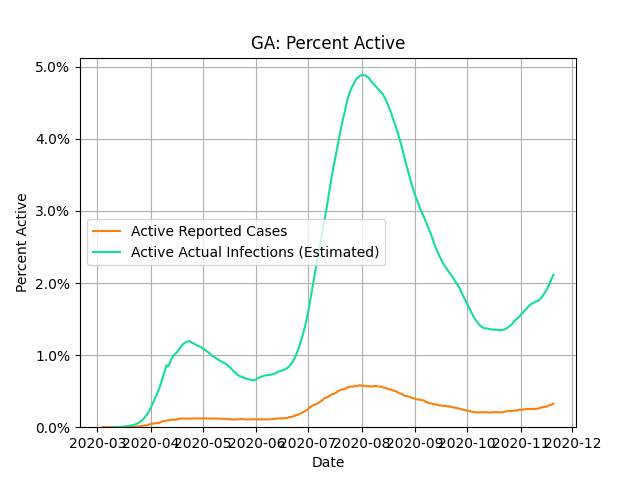 GA: Percent Active
5.0%
4.0%
3.0%
2.0%
1.0%
0.0%
Percent Active
Active Reported Cases
Active Actual Infections (Estimated)
2020-03 2020-04 2020-05 2020-06 2020-07 2020-08 2020-09 2020-10 2020-11 2020-12
Date